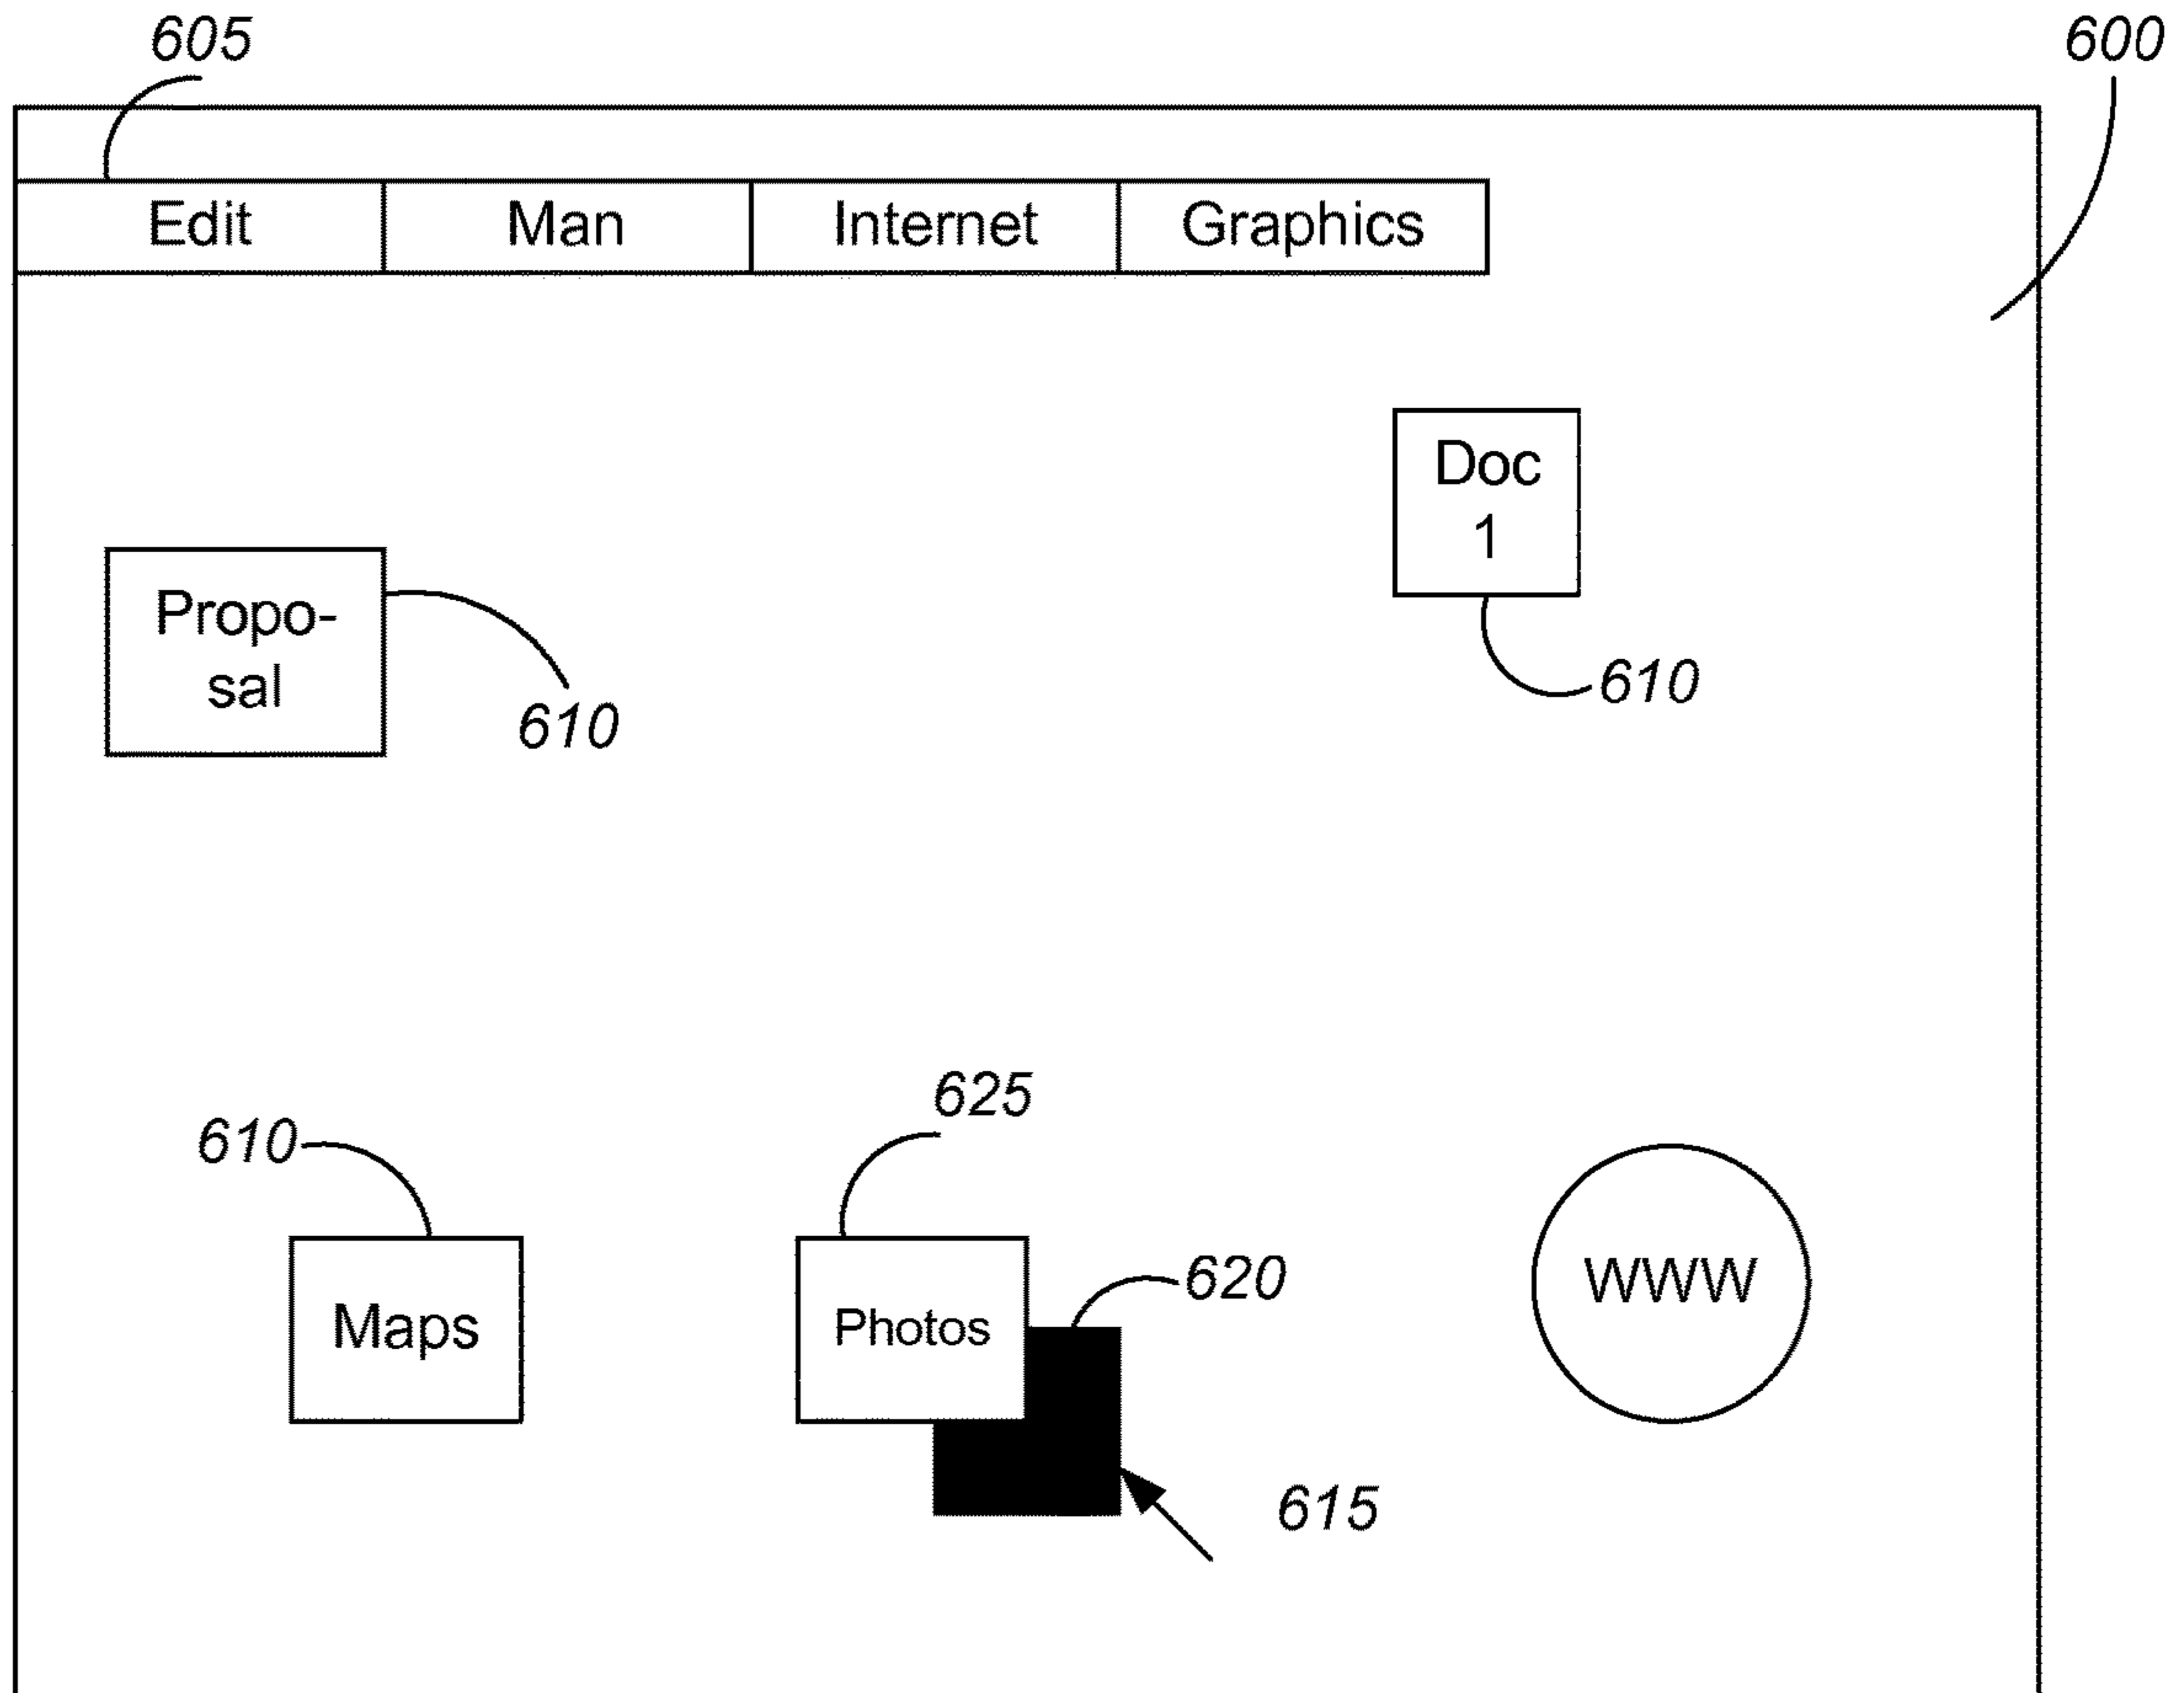 605
600
Edit Man Internet Graphics
Doc
1
Propo-
sal
610
610
625
610
620
WWW
Maps
Photos
615